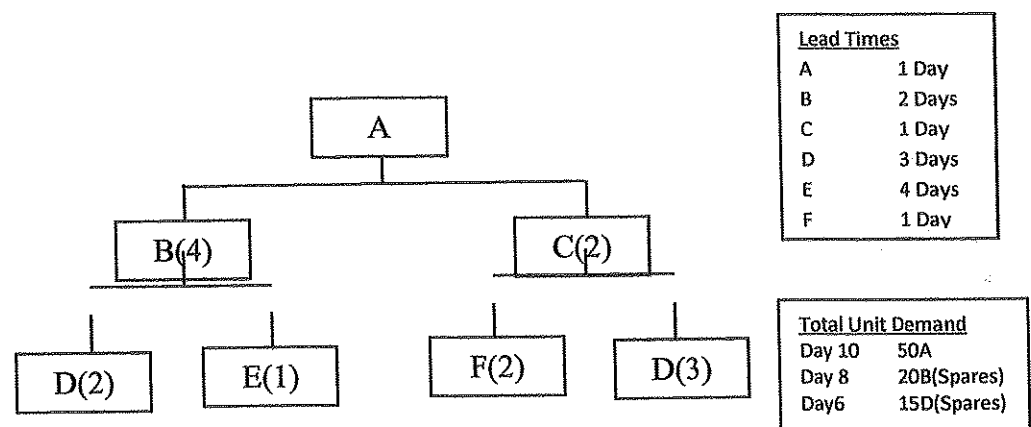 Lead Times
A 1 Day
B 2 Days
C 1 Day
D 3 Days
E 4 Days
F 1 Day
A
B(4)
C(2)
D(2)
E(1)
F(2)
D(3)
Total Unit Demand
Day 10 50A
Day 8 20B(Spares)
Day6 15D(Spares)